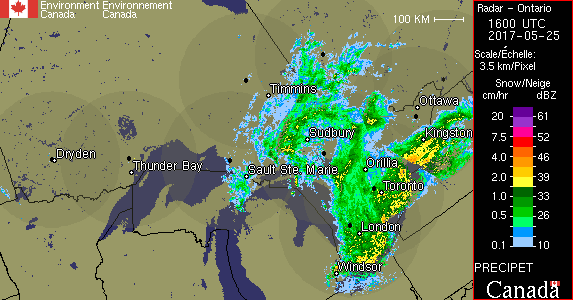 Environment Environnement
Canada Canada
100 KM
Timmins
Ottawa
Sudbury
Kingston
Dryden
Thunder Bay
Sault Ste. Marie
Orillia
Toronto
London
Windsor
Radar - Ontario
1600 UTC
2017-05-25
Scale/Échelle:
3.5 km/Pixel
Snow/Neige
cm/hr dBZ
20 61
7.5 52
4.0 46
2.0 39
1.0 33
0.5 26
0.1 10
PRECIPET
Canada